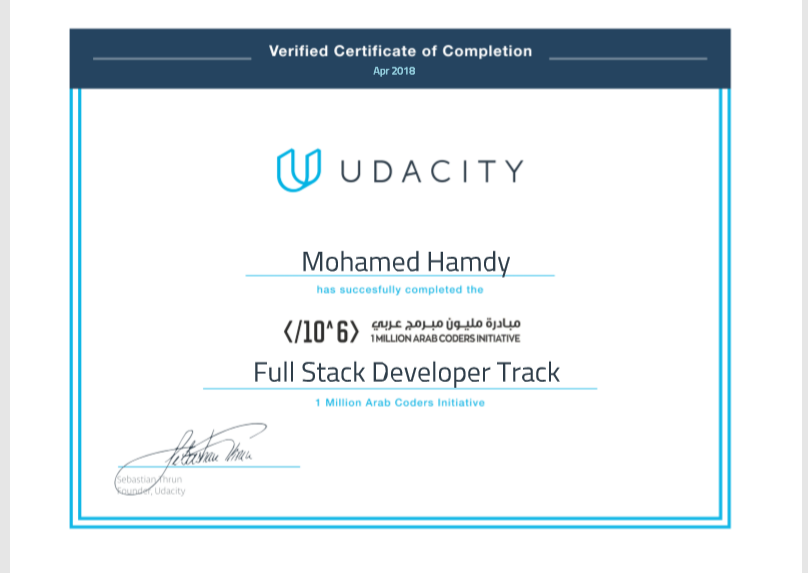 Verified Certificate of Completion
Apr 2018
UDACITY
Mohamed Hamdy
has succesfully completed the
</10^6> مبادرة مليون مبرمج عربي
1 MILLION ARAB CODERS INITIATIVE
Full Stack Developer Track
1 Million Arab Coders Initiative
Sebastian Thrun
Sebastian Thrun
Founder, Udacity